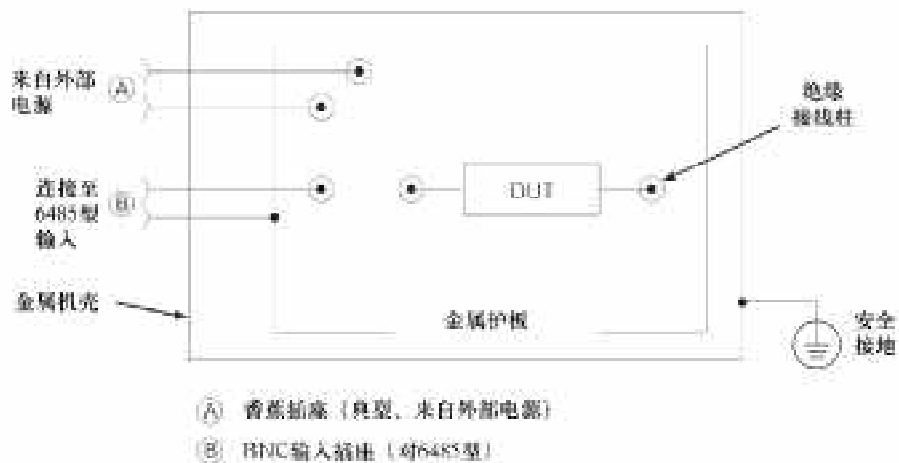 来自外部
电源
A
连接至
6485型
输入
B
金属机壳
DUT
绝缘
接线柱
金属护板
安全
接地
A 香蕉插座（典型、来自外部电源）
B BNC输入插座（对6485型）